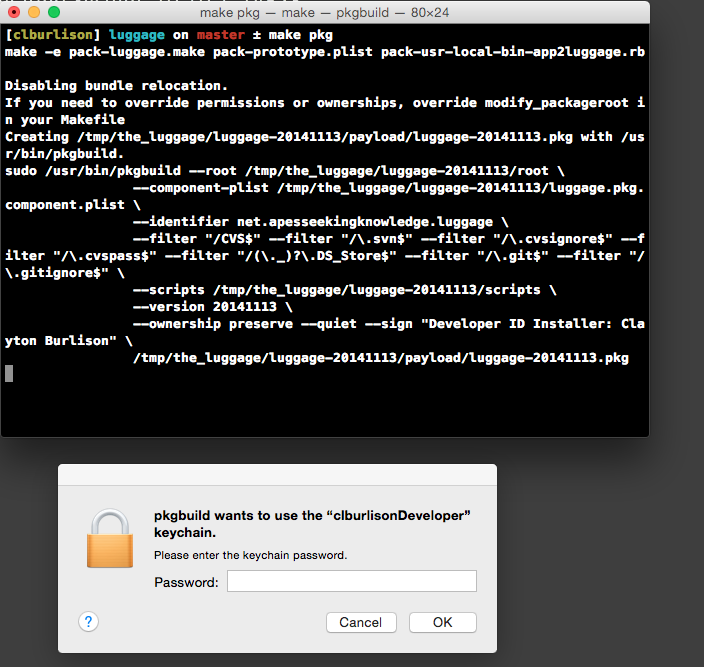 make pkg — make — pkgbuild — 80×24
[clburlison] luggage on master ± make pkg
make -e pack-luggage.make pack-prototype.plist pack-usr-local-bin-app2luggage.rb
Disabling bundle relocation.
If you need to override permissions or ownerships, override modify_packageroot i
n your Makefile
Creating /tmp/the_luggage/luggage-20141113/payload/luggage-20141113.pkg with /us
r/bin/pkgbuild.
sudo /usr/bin/pkgbuild --root /tmp/the_luggage/luggage-20141113/root \
--component-plist /tmp/the_luggage/luggage-20141113/luggage.pkg.
component.plist \
--identifier net.apesseekingknowledge.luggage \
--filter "/CVS$" --filter "/\.svn$" --filter "/\.cvsignore$" --f
ilter "/\.cvspass$" --filter "/(\._)?\.DS_Store$" --filter "/\.git$" --filter "/
\.gitignore$" \
--scripts /tmp/the_luggage/luggage-20141113/scripts \
--version 20141113 \
--ownership preserve --quiet --sign "Developer ID Installer: Cla
yton Burlison" \
/tmp/the_luggage/luggage-20141113/payload/luggage-20141113.pkg
pkgbuild wants to use the “clburlisonDeveloper”
keychain.
Please enter the keychain password.
Password:
? Cancel OK